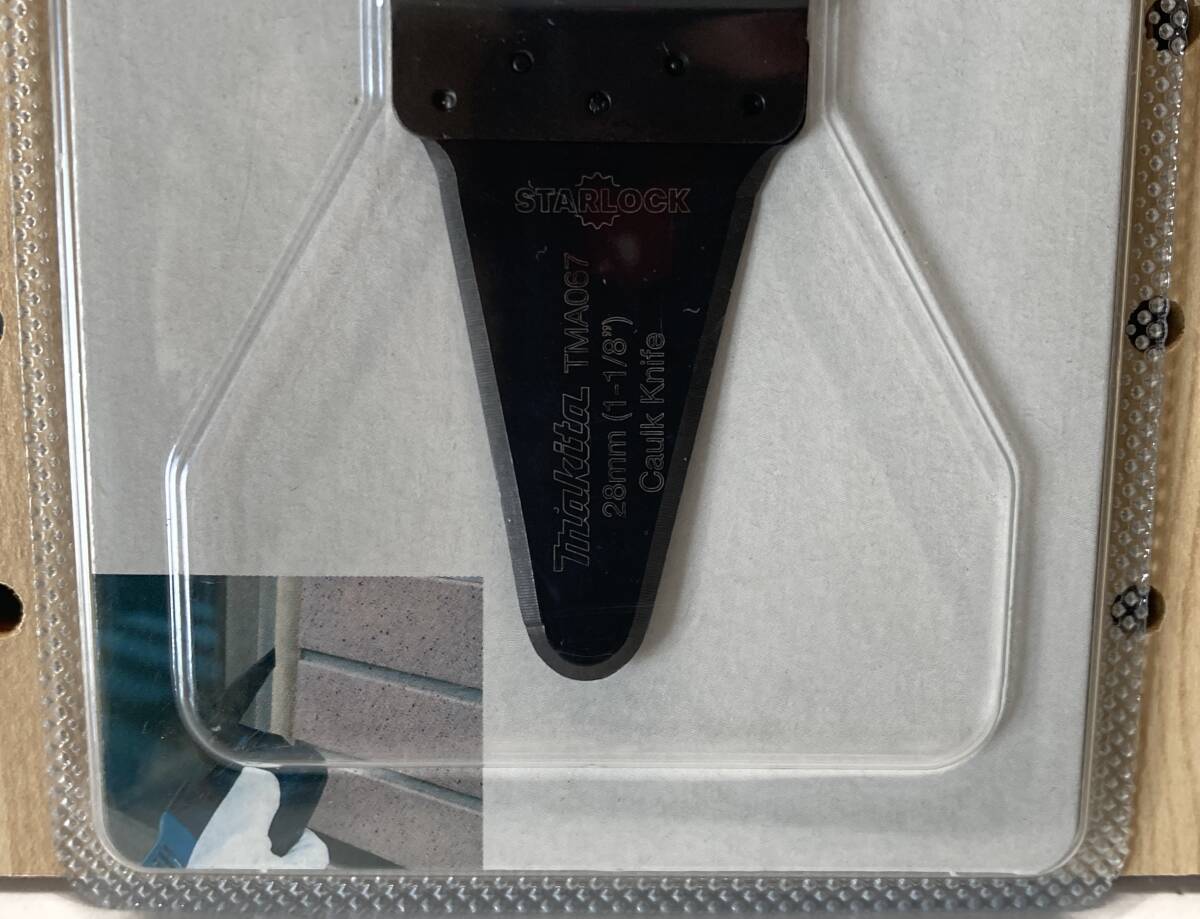 STARLOCK
Makita TMA067
28mm (1-1/8”)
Caulk Knife